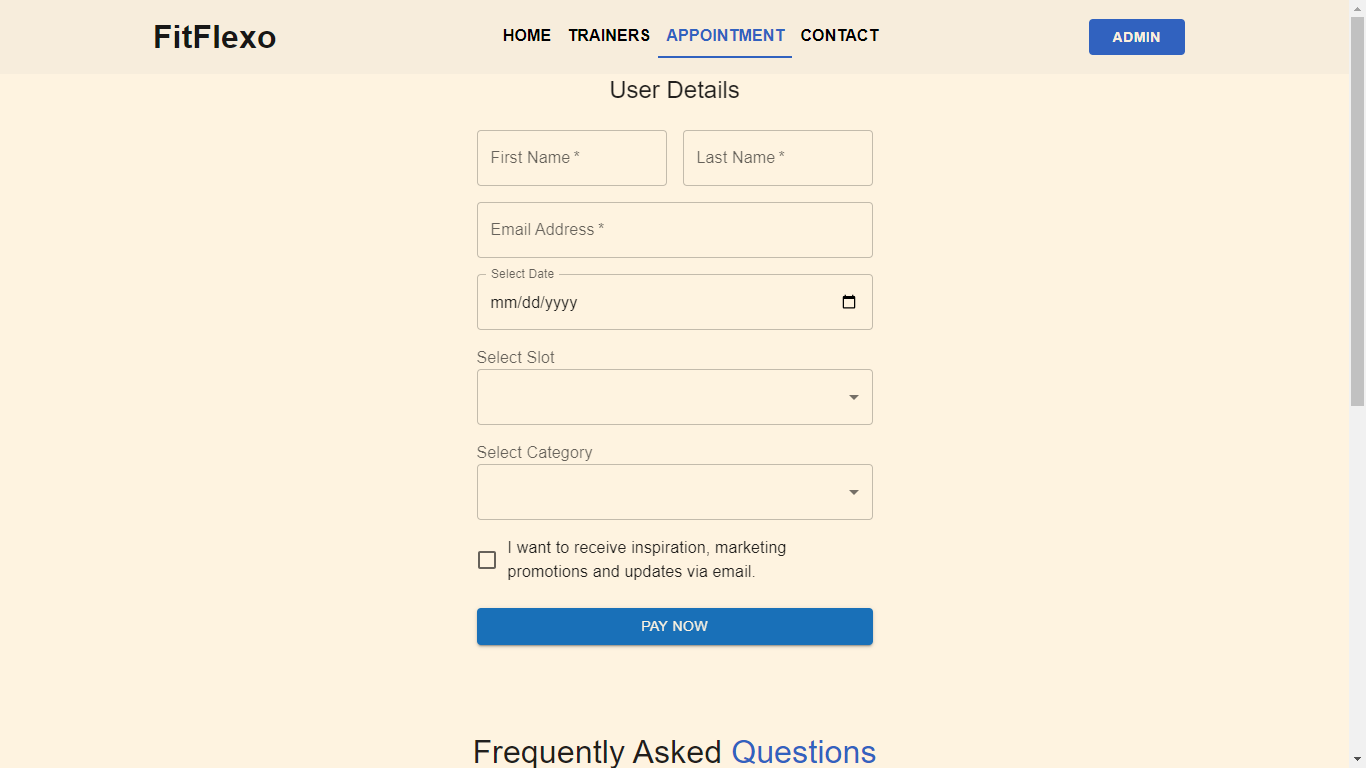 FitFlexo
HOME TRAINERS APPOINTMENT CONTACT
ADMIN
User Details
First Name *
Last Name *
Email Address *
Select Date
mm/dd/yyyy
Select Slot
Select Category
I want to receive inspiration, marketing
promotions and updates via email.
PAY NOW
Frequently Asked Questions